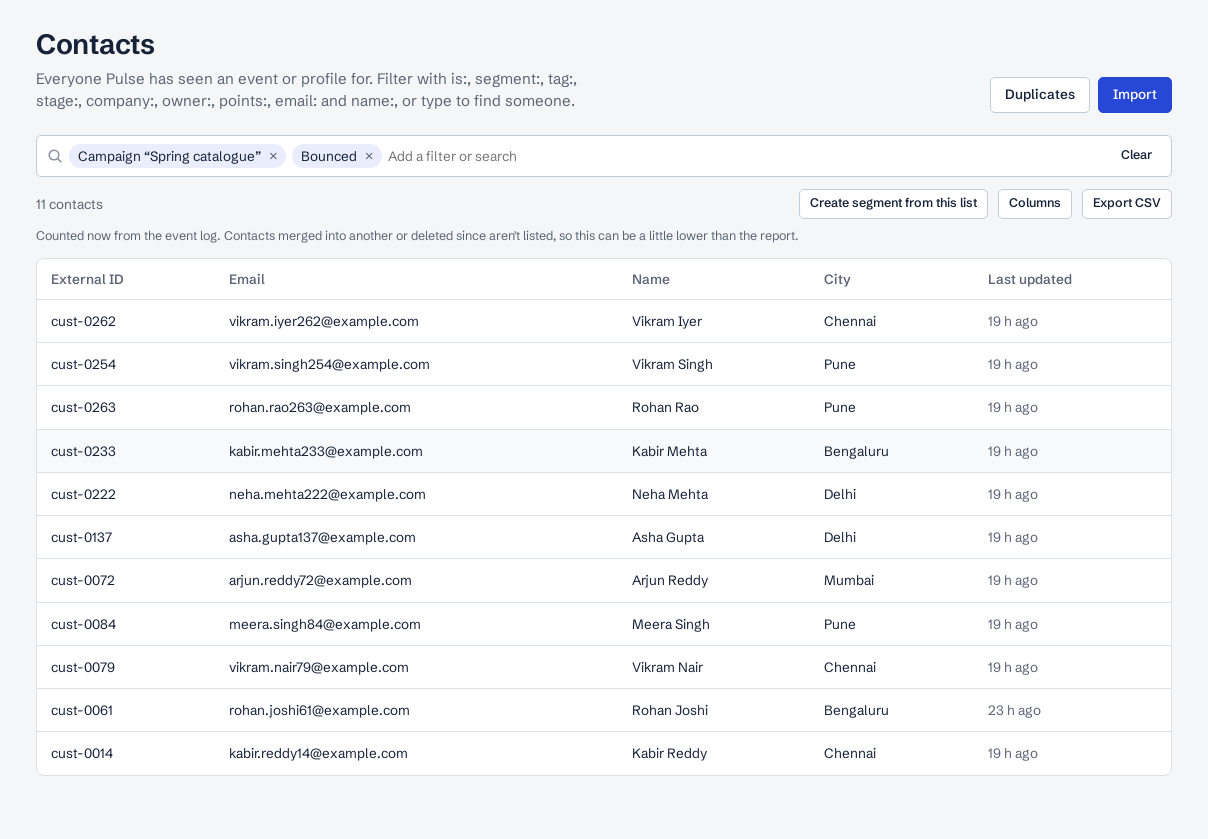 Contacts
Everyone Pulse has seen an event or profile for. Filter with is:, segment:, tag:,
stage:, company:, owner:, points:, email: and name:, or type to find someone.
Duplicates Import
Campaign “Spring catalogue” × Bounced × Add a filter or search Clear
11 contacts Create segment from this list Columns Export CSV
Counted now from the event log. Contacts merged into another or deleted since aren't listed, so this can be a little lower than the report.
External ID Email Name City Last updated
cust-0262 vikram.iyer262@example.com Vikram Iyer Chennai 19 h ago
cust-0254 vikram.singh254@example.com Vikram Singh Pune 19 h ago
cust-0263 rohan.rao263@example.com Rohan Rao Pune 19 h ago
cust-0233 kabir.mehta233@example.com Kabir Mehta Bengaluru 19 h ago
cust-0222 neha.mehta222@example.com Neha Mehta Delhi 19 h ago
cust-0137 asha.gupta137@example.com Asha Gupta Delhi 19 h ago
cust-0072 arjun.reddy72@example.com Arjun Reddy Mumbai 19 h ago
cust-0084 meera.singh84@example.com Meera Singh Pune 19 h ago
cust-0079 vikram.nair79@example.com Vikram Nair Chennai 19 h ago
cust-0061 rohan.joshi61@example.com Rohan Joshi Bengaluru 23 h ago
cust-0014 kabir.reddy14@example.com Kabir Reddy Chennai 19 h ago